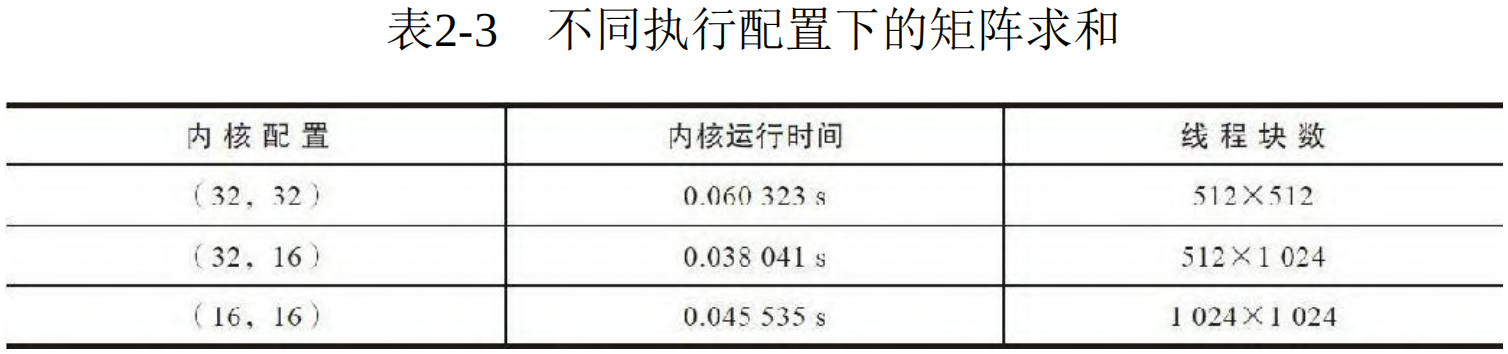 表2-3 不同执行配置下的矩阵求和
内核配置 内核运行时间 线程块数
(32, 32) 0.060 323 s 512×512
(32, 16) 0.038 041 s 512×1 024
(16, 16) 0.045 535 s 1 024×1 024